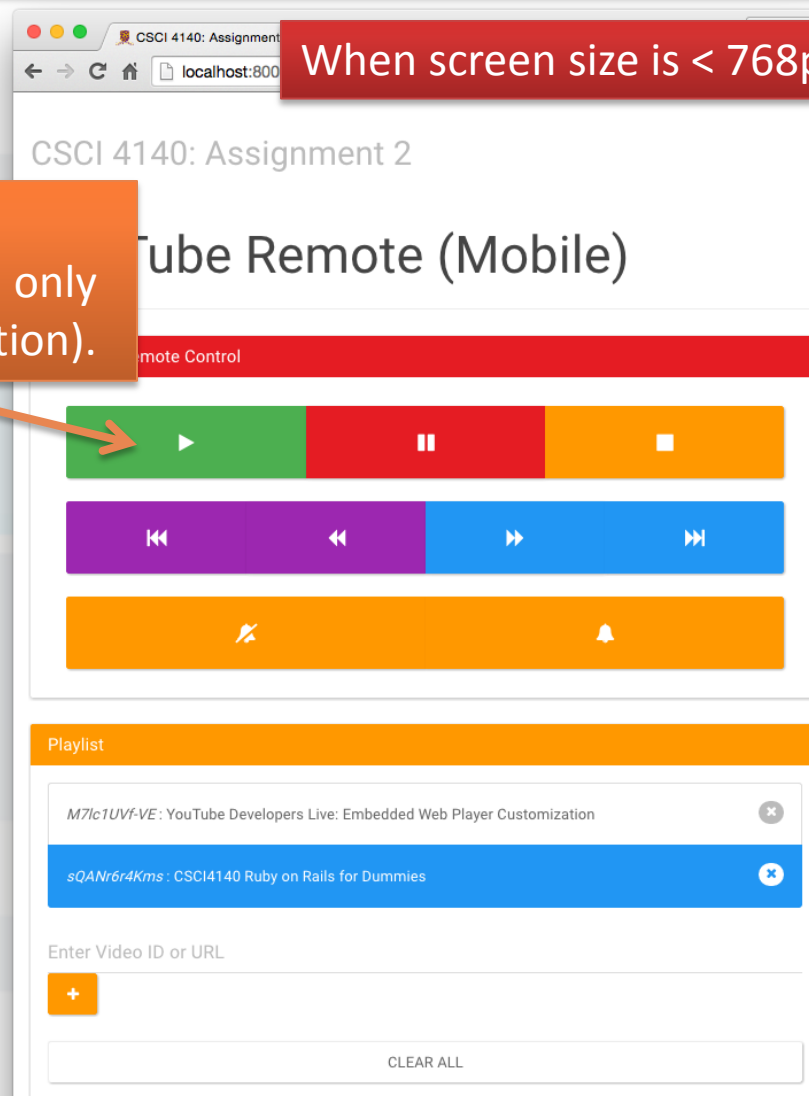 CSCI 4140: Assignment
localhost:800
When screen size is < 768p
CSCI 4140: Assignment 2
Tube Remote (Mobile)
only
tion).
emote Control
Playlist
M7lc1UVf-VE : YouTube Developers Live: Embedded Web Player Customization
sQANr6r4Kms : CSCI4140 Ruby on Rails for Dummies
Enter Video ID or URL
CLEAR ALL